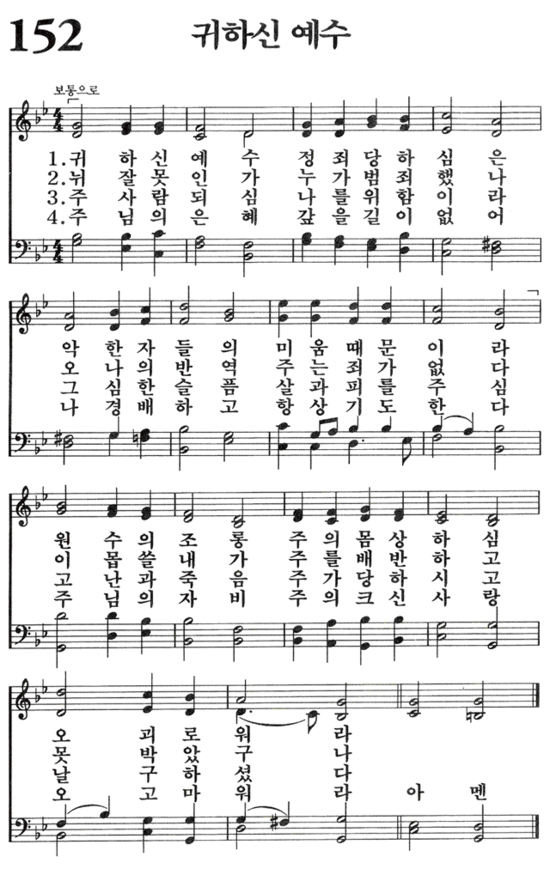 152 귀하신 예수
보통으로
1.귀 하 신 예 수 정 죄 당 하 심 은
2.뉘 잘 못 인 가 누 가 범 죄 했 나
3.주 사 람 되 심 나 를 위 함 이 라
4.주 님 의 은 혜 갚 을 길 이 없 어
악 한 자 들 의 미 움 때 문 이 라
오 나 의 반 역 주 는 죄 가 없 다
그 심 한 슬 픔 살 과 피 를 주 심
나 경 배 하 고 항 상 기 도 한 다
원 수 의 조 롱 주 의 몸 상 하 심
이 몹 쓸 내 가 주 를 배 반 하 고
고 난 과 죽 음 주 가 당 하 시 고
주 님 의 자 비 주 의 크 신 사 랑
오 괴 로 워 라
못 박 았 구 나
날 구 하 셨 다
오 고 마 워 라 아 멘